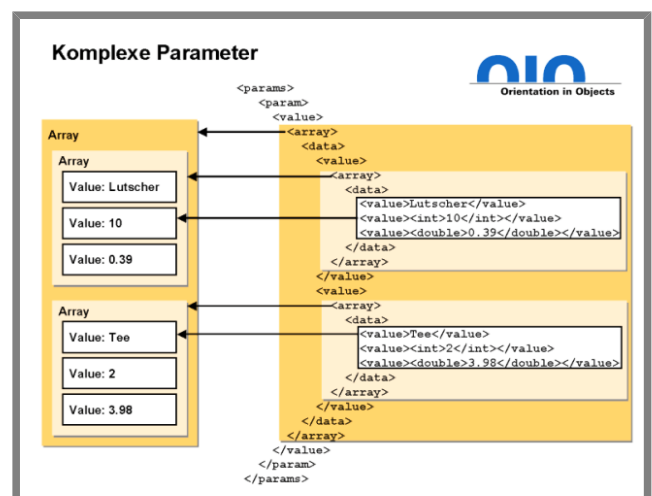 Komplexe Parameter
OIO
Orientation in Objects
Array
Array
Value: Lutscher
Value: 10
Value: 0.39
Array
Value: Tee
Value: 2
Value: 3.98
<params>
<param>
<value>
<array>
<data>
<value>
<array>
<data>
<value>Lutscher</value>
<value><int>10</int></value>
<value><double>0.39</double></value>
</data>
</array>
</value>
<value>
<array>
<data>
<value>Tee</value>
<value><int>2</int></value>
<value><double>3.98</double></value>
</data>
</array>
</value>
</data>
</array>
</value>
</param>
</params>